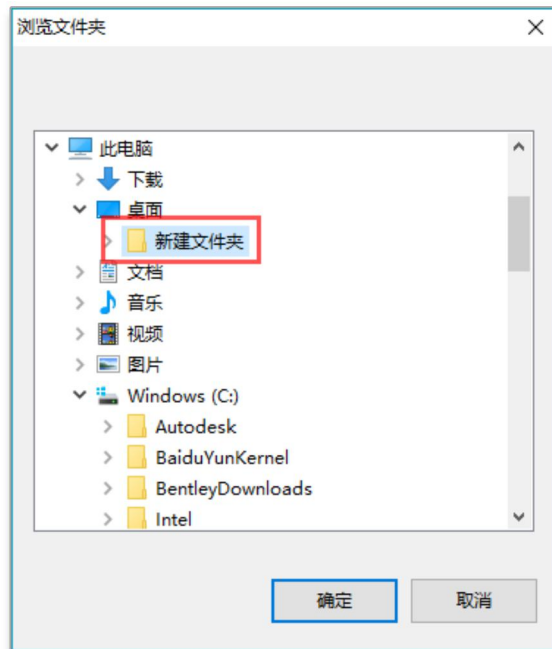 浏览文件夹
此电脑
下载
桌面
新建文件夹
文档
音乐
视频
图片
Windows (C:)
Autodesk
BaiduYunKernel
BentleyDownloads
Intel
确定 取消